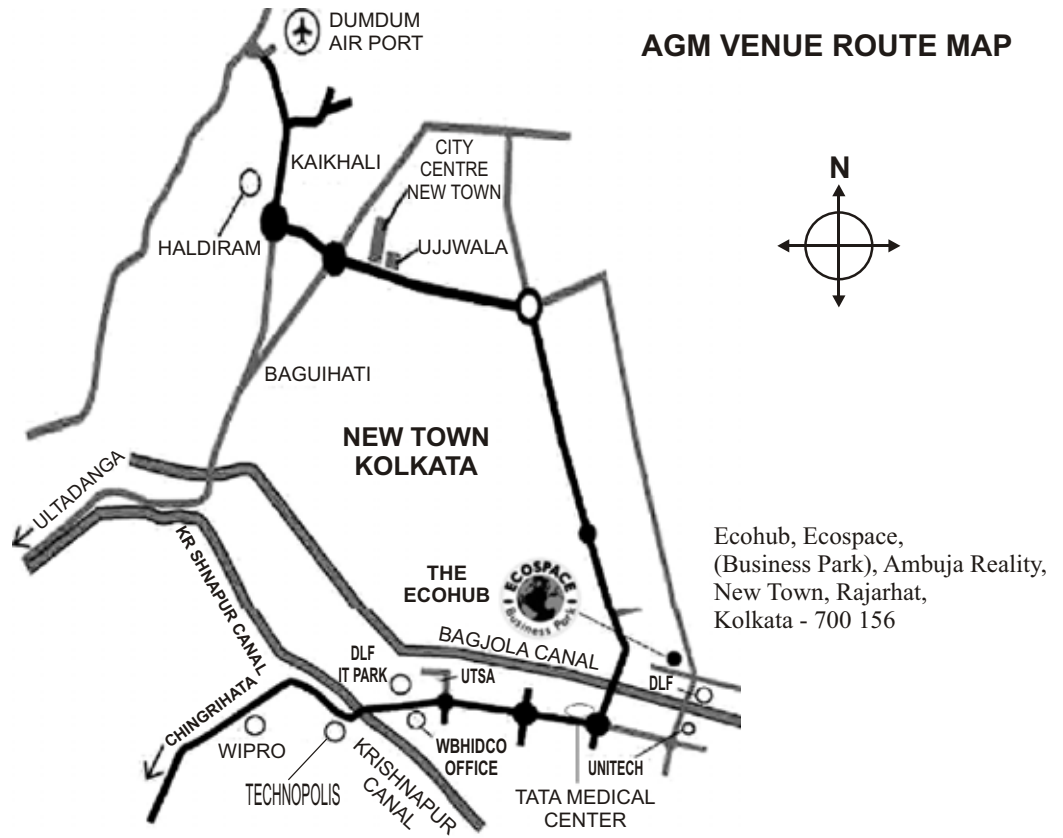 DUMDUM
AIR PORT
AGM VENUE ROUTE MAP
CITY
CENTRE
NEW TOWN
KAIKHALI
N
HALDIRAM
UJJWALA
BAGUIHATI
NEW TOWN
KOLKATA
ULTADANGA
KR SHNAPUR CANAL
Ecohub, Ecospace,
(Business Park), Ambuja Reality,
New Town, Rajarhat,
Kolkata - 700 156
THE
ECOHUB
ECOSPACE
Business Park
BAGJOLA CANAL
DLF
IT PARK
UTSA
DLF
CHINGRIHATA
WIPRO
TECHNOPOLIS
KRISHNAPUR
CANAL
WBHIDCO
OFFICE
UNITECH
TATA MEDICAL
CENTER